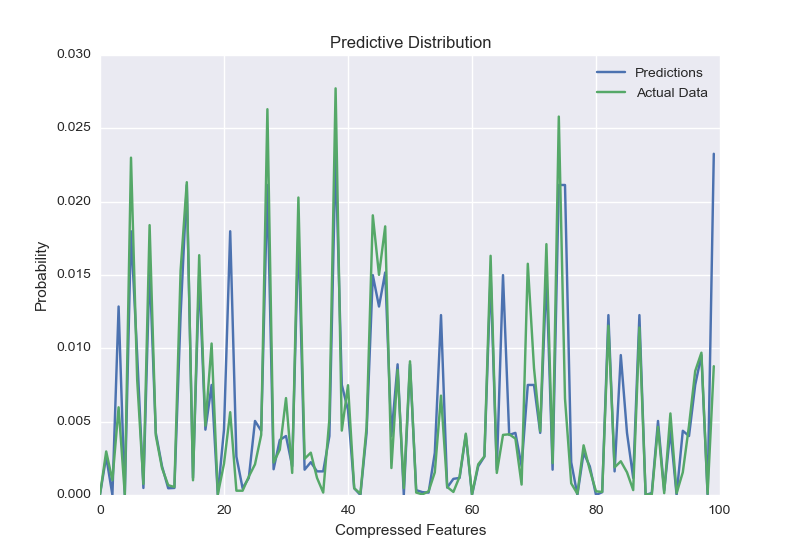 Predictive Distribution
Predictions
Actual Data
0.030
0.025
0.020
0.015
0.010
0.005
0.000
Probability
0
20
40
60
80
100
Compressed Features